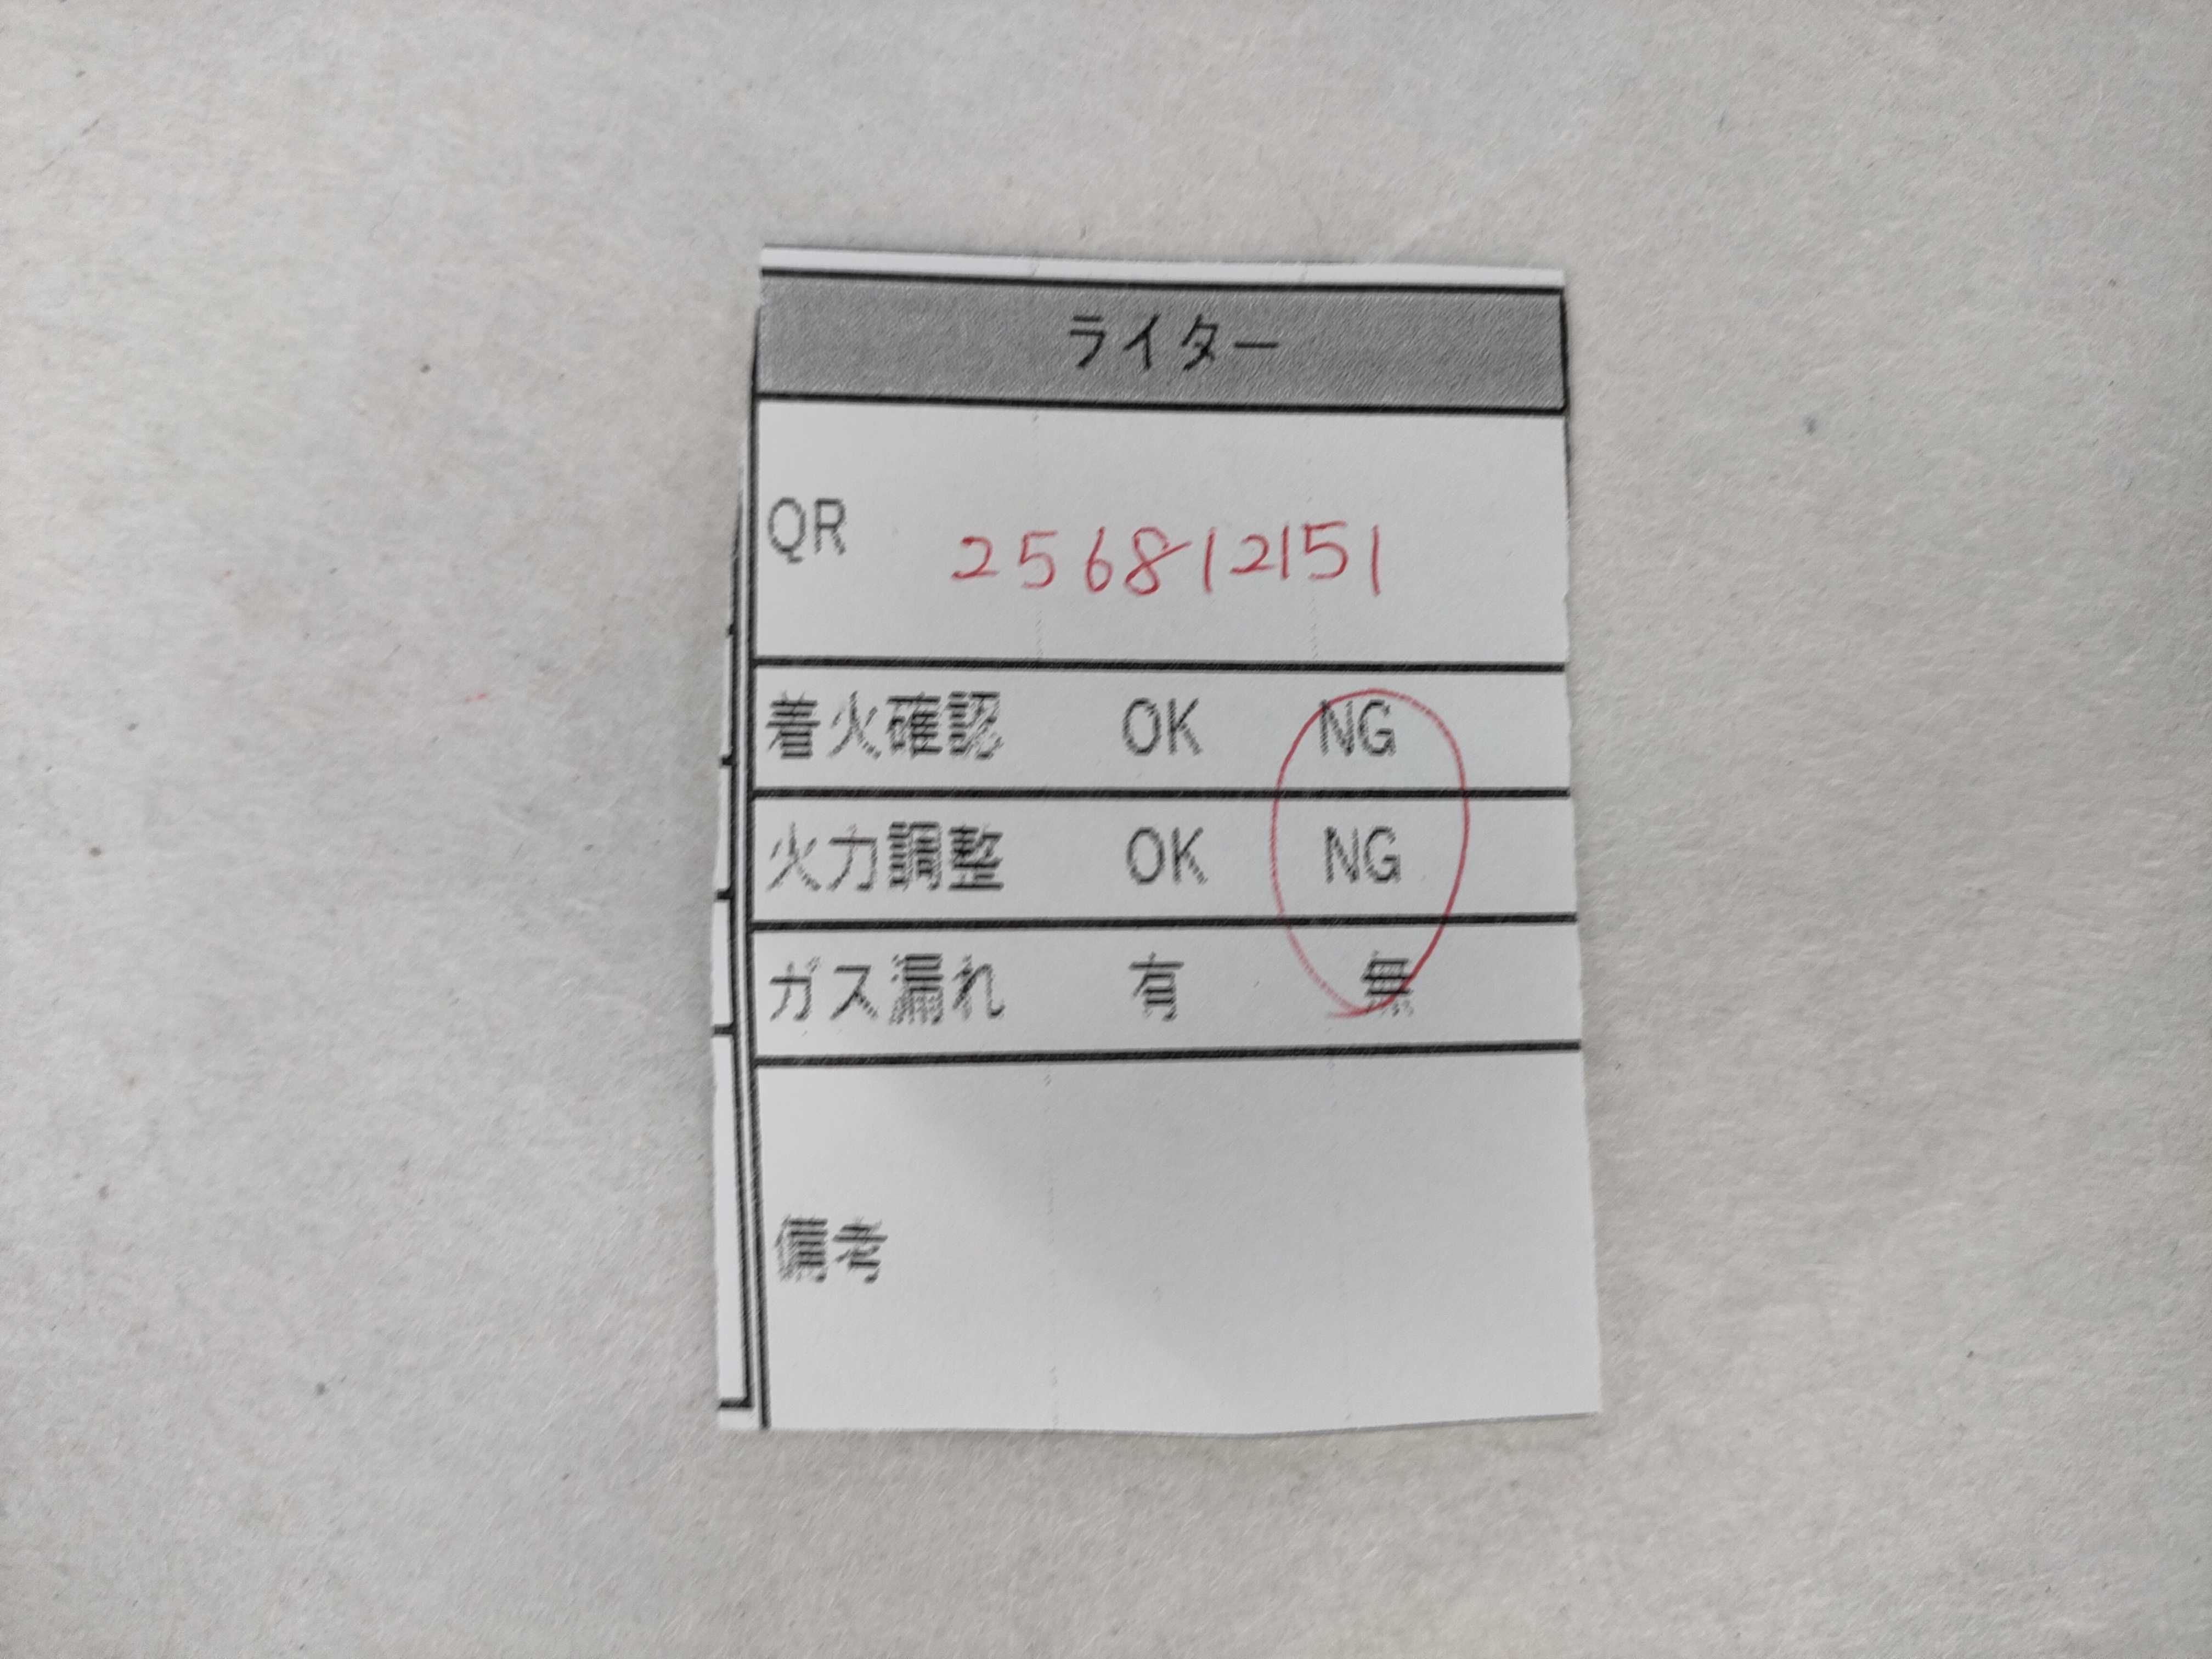 ライター
QR 256812151
着火確認 OK NG
火力調整 OK NG
ガス漏れ 有 無
備考